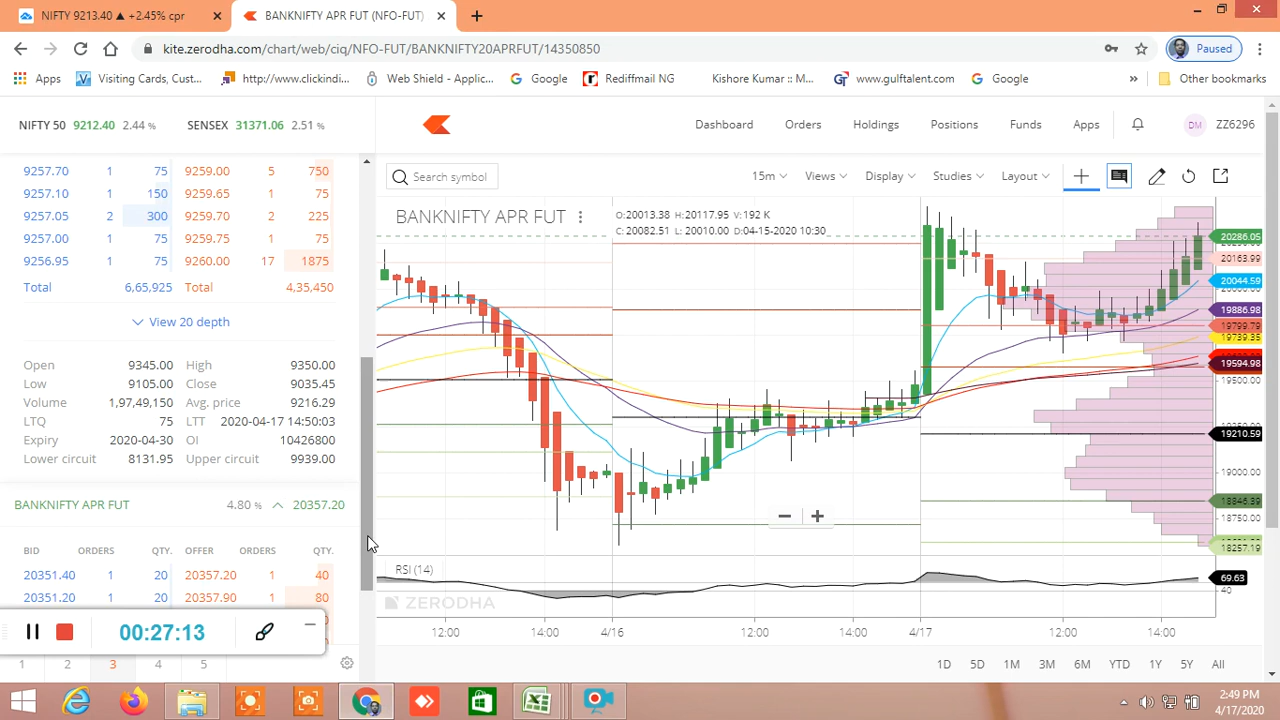 NIFTY 9213.40 ▲ +2.45% cpr
BANKNIFTY APR FUT (NFO-FUT)
kite.zerodha.com/chart/web/ciq/NFO-FUT/BANKNIFTY20APRFUT/14350850
Paused
Apps
Visiting Cards, Cust...
http://www.clickindi...
Web Shield - Applic...
Google
Rediffmail NG
Kishore Kumar :: M...
www.gulftalent.com
Google
»
Other bookmarks
NIFTY 50 9212.40 2.44 %
SENSEX 31371.06 2.51 %
Dashboard
Orders
Holdings
Positions
Funds
Apps
DM
ZZ6296
9257.70 1 75 9259.00 5 750
9257.10 1 150 9259.65 1 75
9257.05 2 300 9259.70 2 225
9257.00 1 75 9259.75 1 75
9256.95 1 75 9260.00 17 1875
Total 6,65,925 Total 4,35,450
View 20 depth
Open 9345.00 High 9350.00
Low 9105.00 Close 9035.45
Volume 1,97,49,150 Avg. price 9216.29
LTQ 75 LTT 2020-04-17 14:50:03
Expiry 2020-04-30 OI 10426800
Lower circuit 8131.95 Upper circuit 9939.00
BANKNIFTY APR FUT 4.80 % 20357.20
BID ORDERS QTY. OFFER ORDERS QTY.
20351.40 1 20 20357.20 1 40
20351.20 1 20 20357.90 1 80
00:27:13
1 2 3 4 5
Search symbol
15m
Views
Display
Studies
Layout
BANKNIFTY APR FUT
O:20013.38 H:20117.95 V:192 K
C:20082.51 L:20010.00 D:04-15-2020 10:30
20286.05
20163.99
20044.59
19886.98
19799.79
19739.35
19594.98
19500.00
19210.59
19000.00
18846.39
18750.00
18257.19
RSI (14)
69.63
40
ZERODHA
12:00 14:00 4/16 12:00 14:00 4/17 12:00 14:00
1D 5D 1M 3M 6M YTD 1Y 5Y All
2:49 PM
4/17/2020